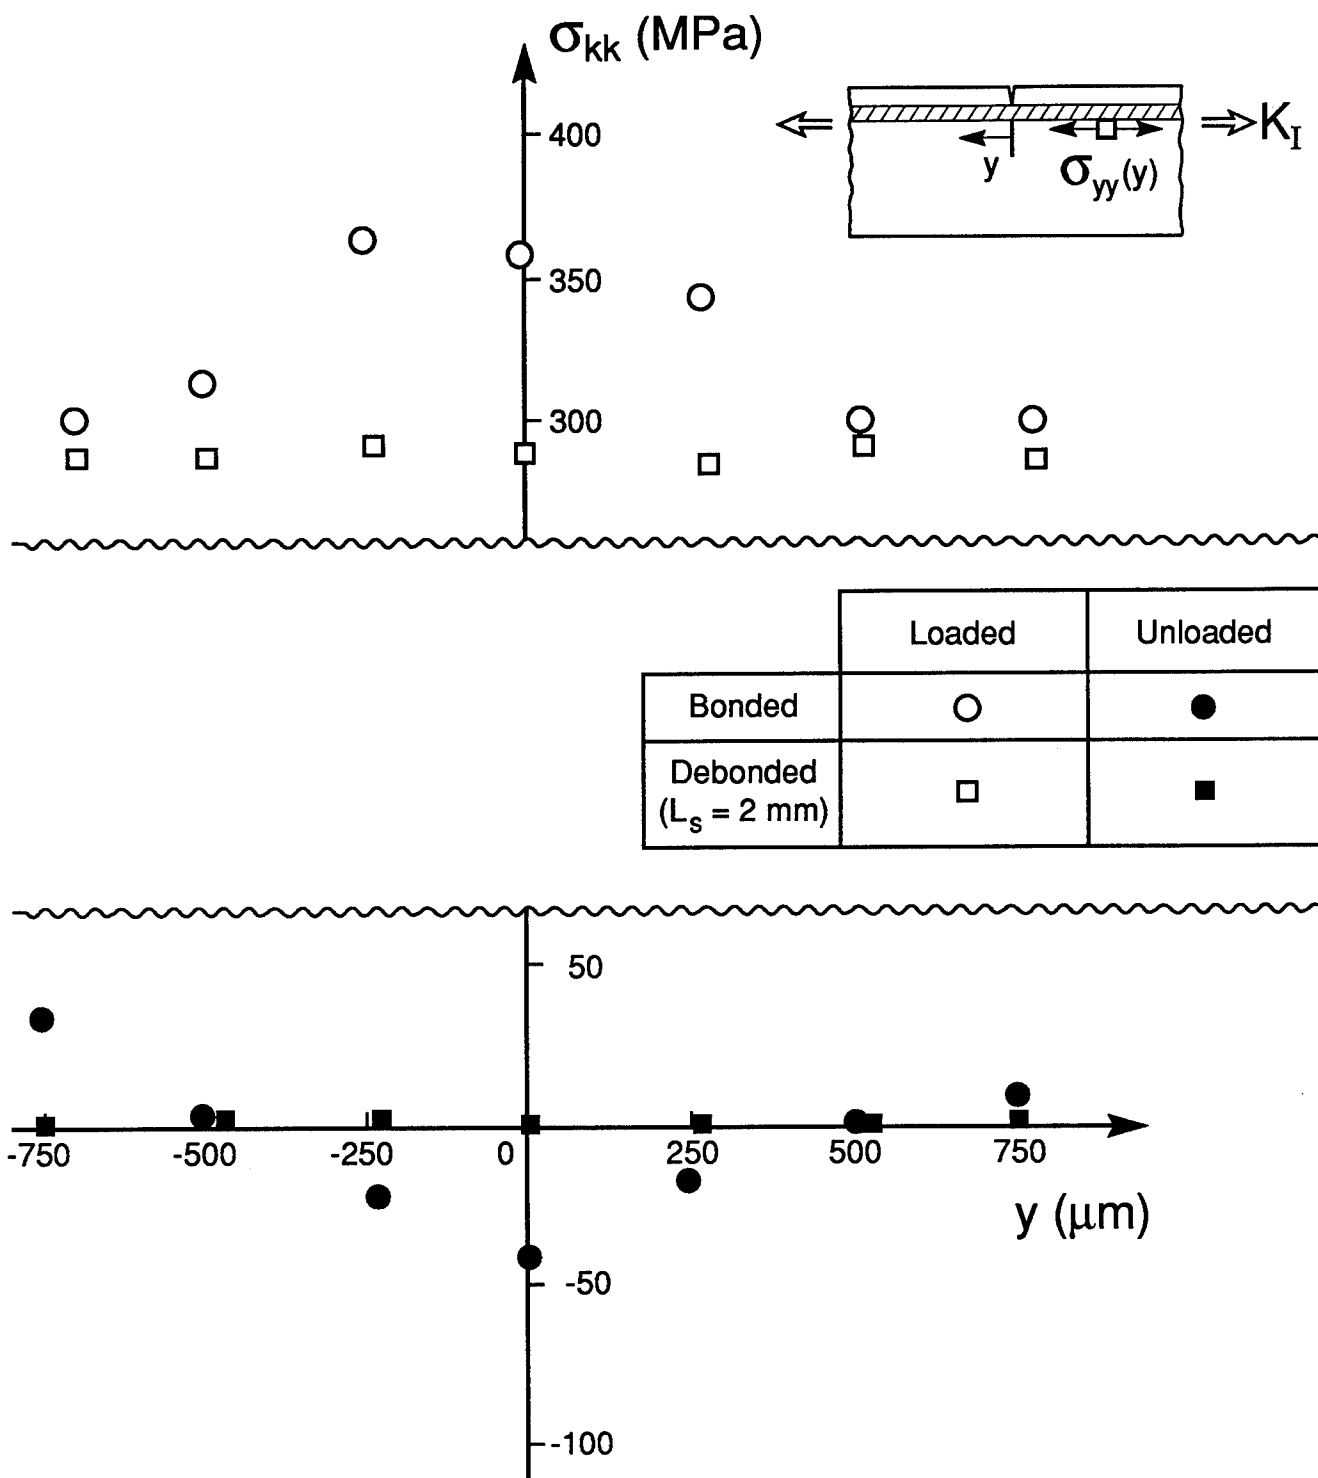 σkk (MPa)
400
350
300
KI
y
σyy(y)
Loaded Unloaded
Bonded
Debonded
(Ls = 2 mm)
50
-750 -500 -250 0 250 500 750
y (μm)
-50
-100